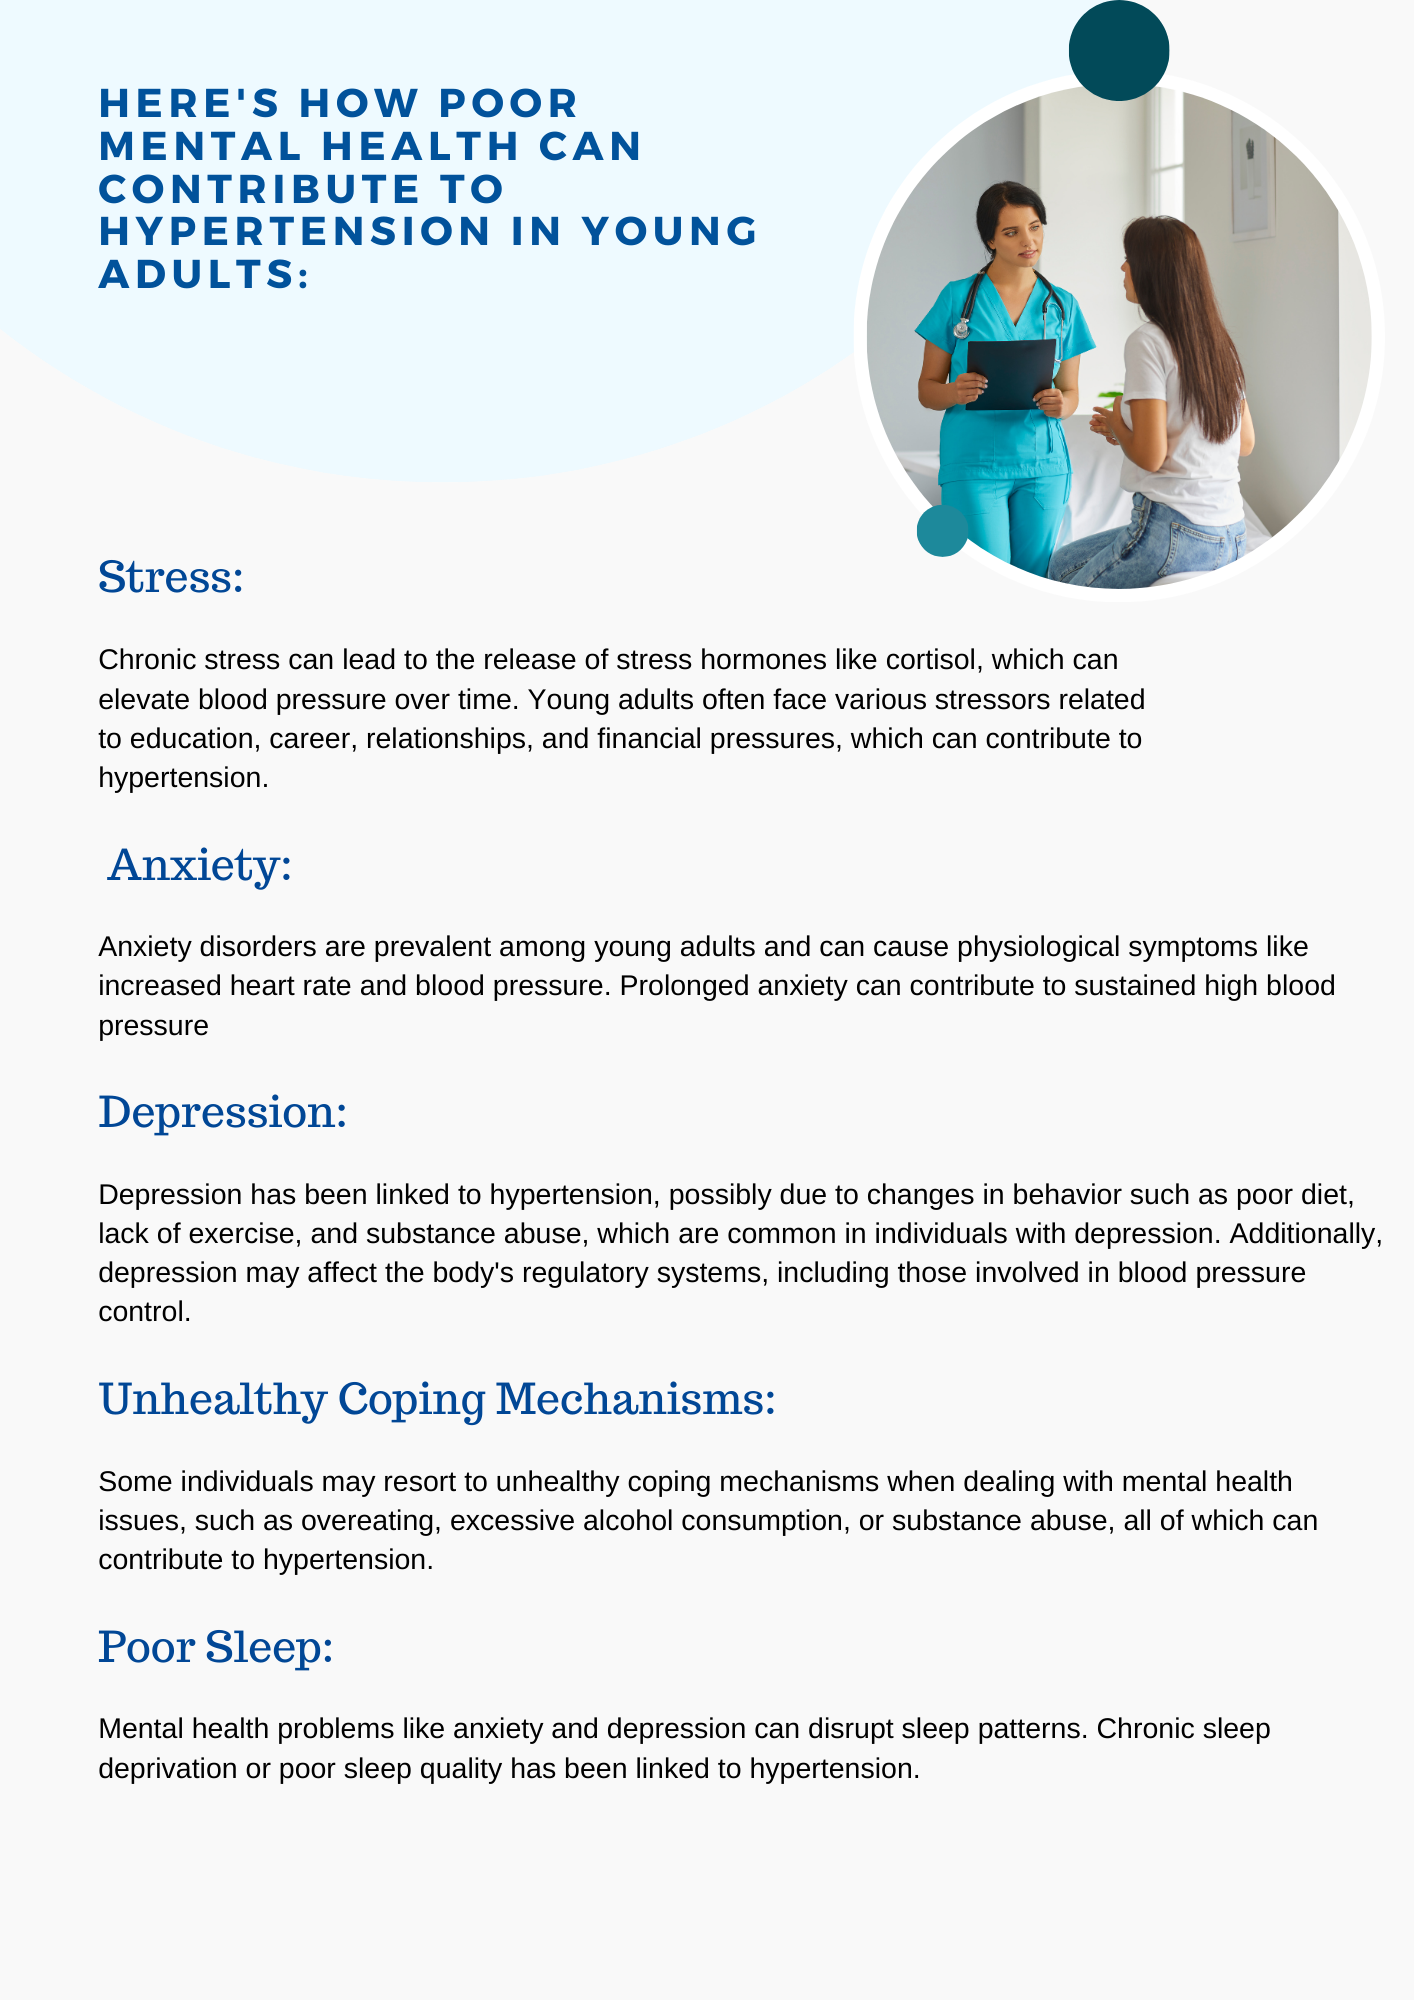 HERE'S HOW POOR
MENTAL HEALTH CAN
CONTRIBUTE TO
HYPERTENSION IN YOUNG
ADULTS:
Stress:
Chronic stress can lead to the release of stress hormones like cortisol, which can
elevate blood pressure over time. Young adults often face various stressors related
to education, career, relationships, and financial pressures, which can contribute to
hypertension.
Anxiety:
Anxiety disorders are prevalent among young adults and can cause physiological symptoms like
increased heart rate and blood pressure. Prolonged anxiety can contribute to sustained high blood
pressure
Depression:
Depression has been linked to hypertension, possibly due to changes in behavior such as poor diet,
lack of exercise, and substance abuse, which are common in individuals with depression. Additionally,
depression may affect the body's regulatory systems, including those involved in blood pressure
control.
Unhealthy Coping Mechanisms:
Some individuals may resort to unhealthy coping mechanisms when dealing with mental health
issues, such as overeating, excessive alcohol consumption, or substance abuse, all of which can
contribute to hypertension.
Poor Sleep:
Mental health problems like anxiety and depression can disrupt sleep patterns. Chronic sleep
deprivation or poor sleep quality has been linked to hypertension.